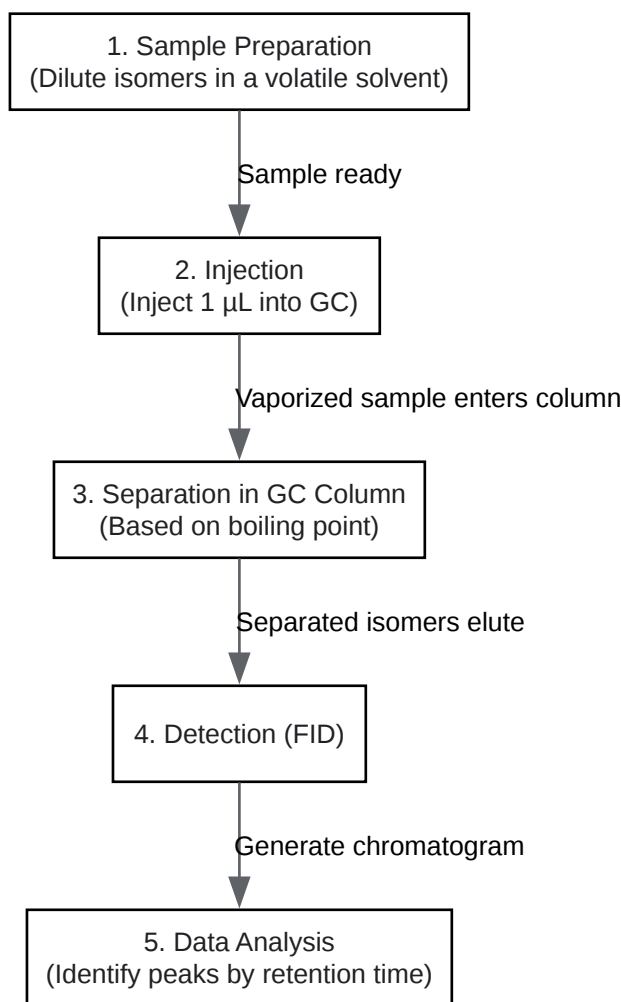 1. Sample Preparation
(Dilute isomers in a volatile solvent)
Sample ready
2. Injection
(Inject 1 µL into GC)
Vaporized sample enters column
3. Separation in GC Column
(Based on boiling point)
Separated isomers elute
4. Detection (FID)
Generate chromatogram
5. Data Analysis
(Identify peaks by retention time)